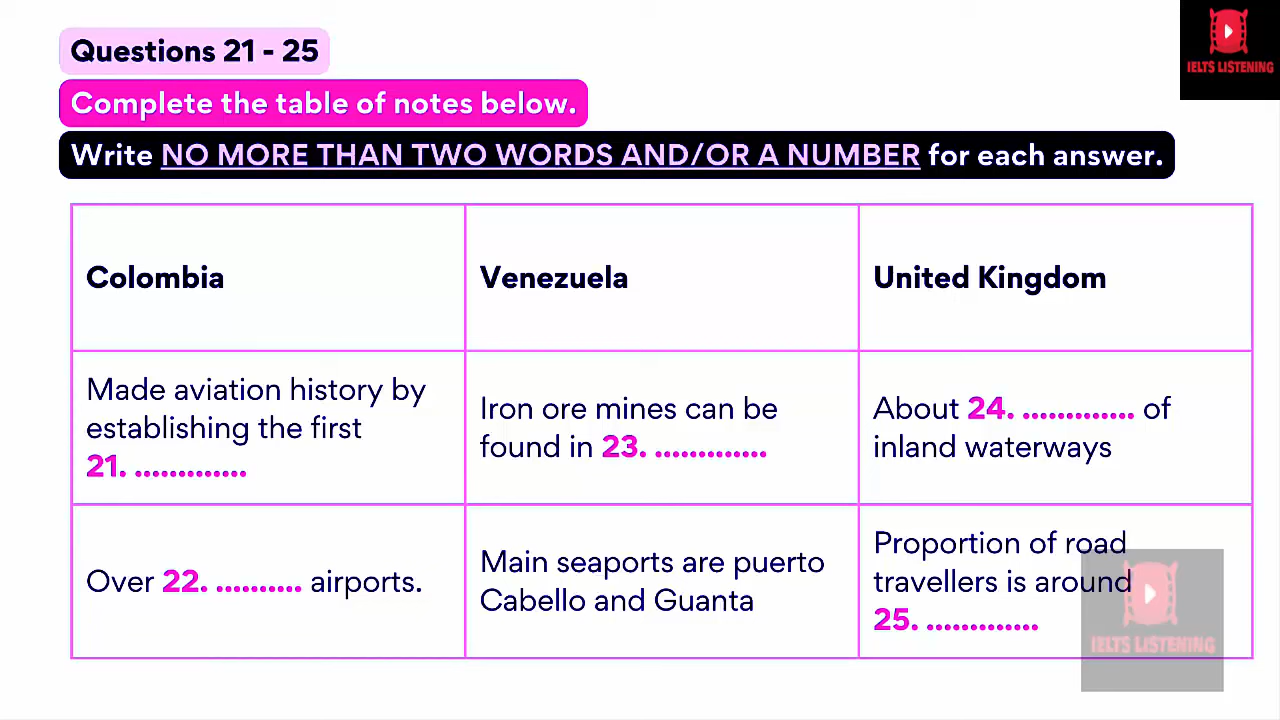 Questions 21 - 25
IELTS LISTENING
Complete the table of notes below.
Write NO MORE THAN TWO WORDS AND/OR A NUMBER for each answer.
Colombia
Venezuela
United Kingdom
Made aviation history by
establishing the first
21. .............
Iron ore mines can be
found in 23. .............
About 24. ............. of
inland waterways
Over 22. .......... airports.
Main seaports are puerto
Cabello and Guanta
Proportion of road
travellers is around
25. .............
IELTS LISTENING